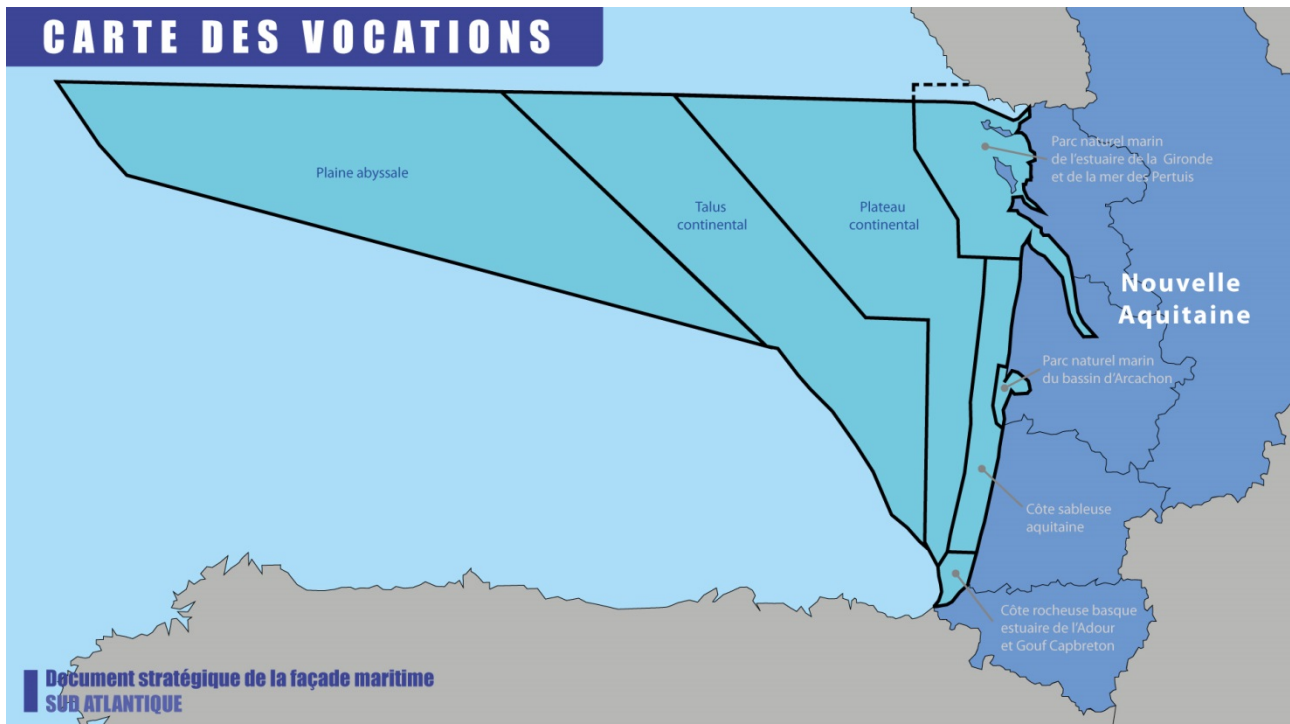 CARTE DES VOCATIONS
Parc naturel marin
de l'estuaire de la Gironde
et de la mer des Pertuis
Plaine abyssale
Talus
continental
Plateau
continental
Nouvelle
Aquitaine
Parc naturel marin
du bassin d'Arcachon
Côte sableuse
aquitaine
Côte rocheuse basque
estuaire de l'Adour
et Gouf Capbreton
Document stratégique de la façade maritime
SUD ATLANTIQUE